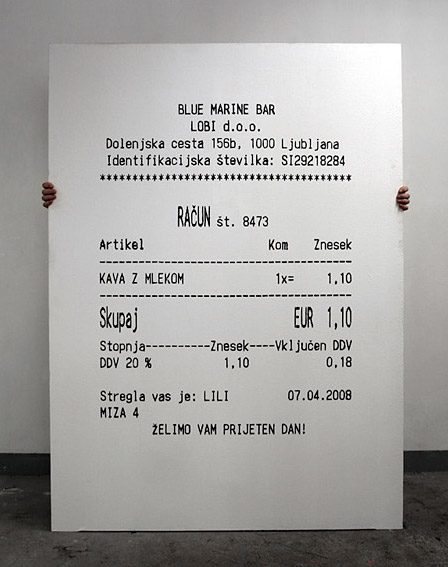 BLUE MARINE BAR
LOBI d.o.o.
Dolenjska cesta 156b, 1000 Ljubljana
Identifikacijska številka: SI29218284
***************************************
RAČUN št. 8473
Artikel Kom Znesek
---------------------------------------
KAVA Z MLEKOM 1x= 1,10
---------------------------------------
Skupaj EUR 1,10
Stopnja----------Znesek----Vključen DDV
DDV 20 % 1,10 0,18
Stregla vas je: LILI 07.04.2008
MIZA 4
ŽELIMO VAM PRIJETEN DAN!